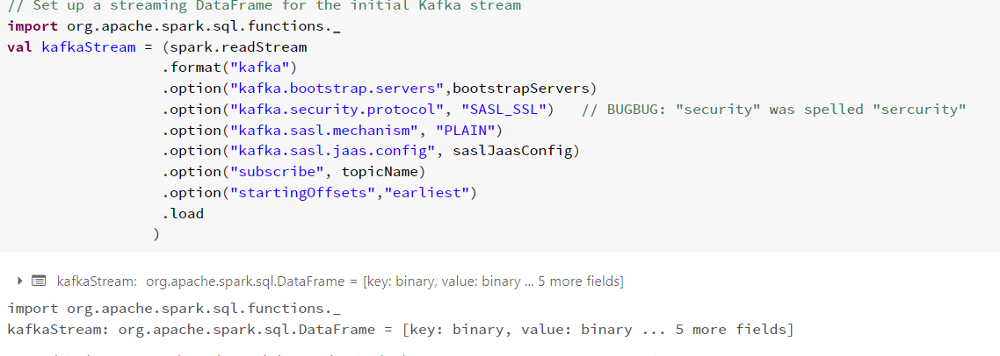 // Set up a streaming DataFrame for the initial Kafka stream
import org.apache.spark.sql.functions._
val kafkaStream = (spark.readStream
.format("kafka")
.option("kafka.bootstrap.servers",bootstrapServers)
.option("kafka.security.protocol", "SASL_SSL")   // BUGBUG: "security" was spelled "sercurity"
.option("kafka.sasl.mechanism", "PLAIN")
.option("kafka.sasl.jaas.config", saslJaasConfig)
.option("subscribe", topicName)
.option("startingOffsets","earliest")
.load
)
kafkaStream: org.apache.spark.sql.DataFrame = [key: binary, value: binary ... 5 more fields]
import org.apache.spark.sql.functions._
kafkaStream: org.apache.spark.sql.DataFrame = [key: binary, value: binary ... 5 more fields]